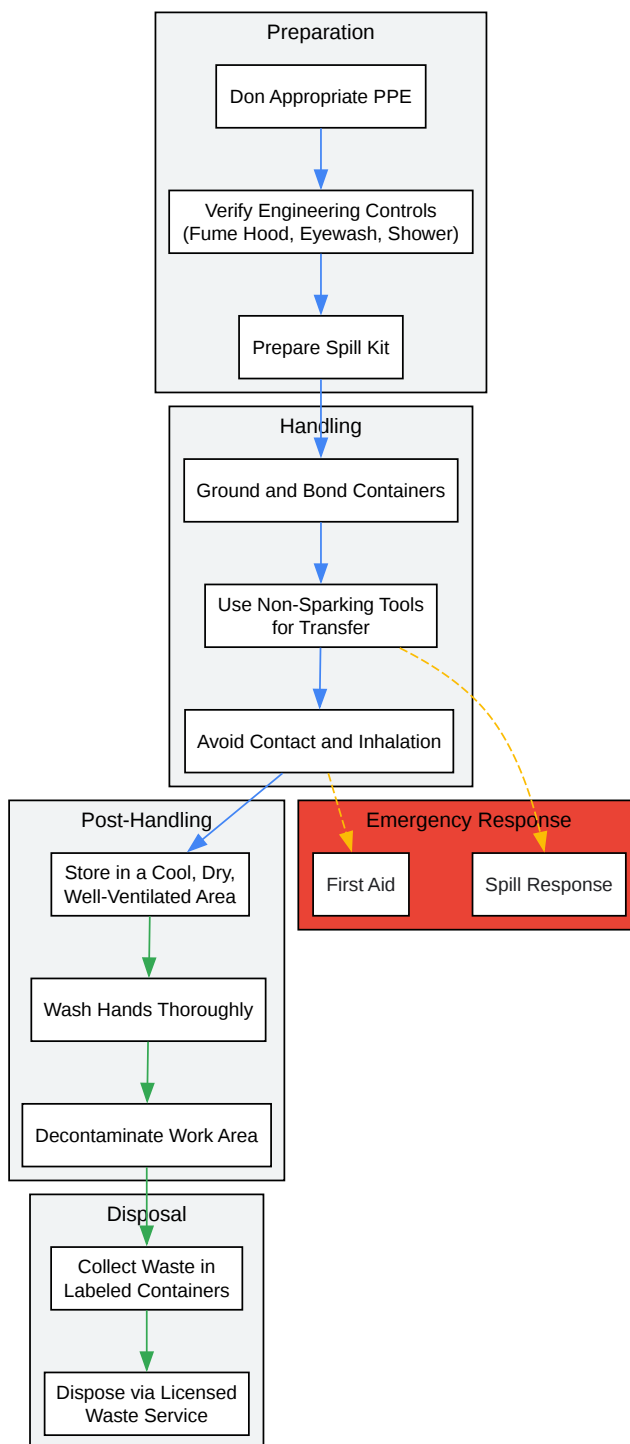 Preparation
Don Appropriate PPE
Verify Engineering Controls
(Fume Hood, Eyewash, Shower)
Prepare Spill Kit
Handling
Ground and Bond Containers
Use Non-Sparking Tools
for Transfer
Avoid Contact and Inhalation
Post-Handling
Store in a Cool, Dry,
Well-Ventilated Area
Wash Hands Thoroughly
Decontaminate Work Area
Emergency Response
First Aid
Spill Response
Disposal
Collect Waste in
Labeled Containers
Dispose via Licensed
Waste Service